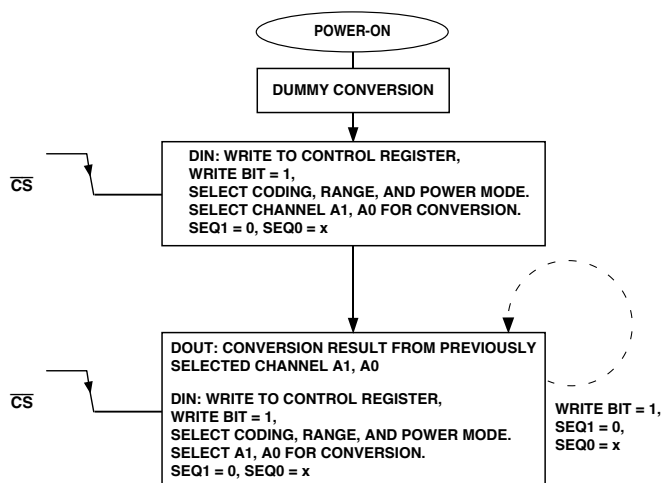 POWER-ON
DUMMY CONVERSION
CS
DIN: WRITE TO CONTROL REGISTER,
WRITE BIT = 1,
SELECT CODING, RANGE, AND POWER MODE.
SELECT CHANNEL A1, A0 FOR CONVERSION.
SEQ1 = 0, SEQ0 = x
CS
DOUT: CONVERSION RESULT FROM PREVIOUSLY
SELECTED CHANNEL A1, A0
DIN: WRITE TO CONTROL REGISTER,
WRITE BIT = 1,
SELECT CODING, RANGE, AND POWER MODE.
SELECT A1, A0 FOR CONVERSION.
SEQ1 = 0, SEQ0 = x
WRITE BIT = 1,
SEQ1 = 0,
SEQ0 = x